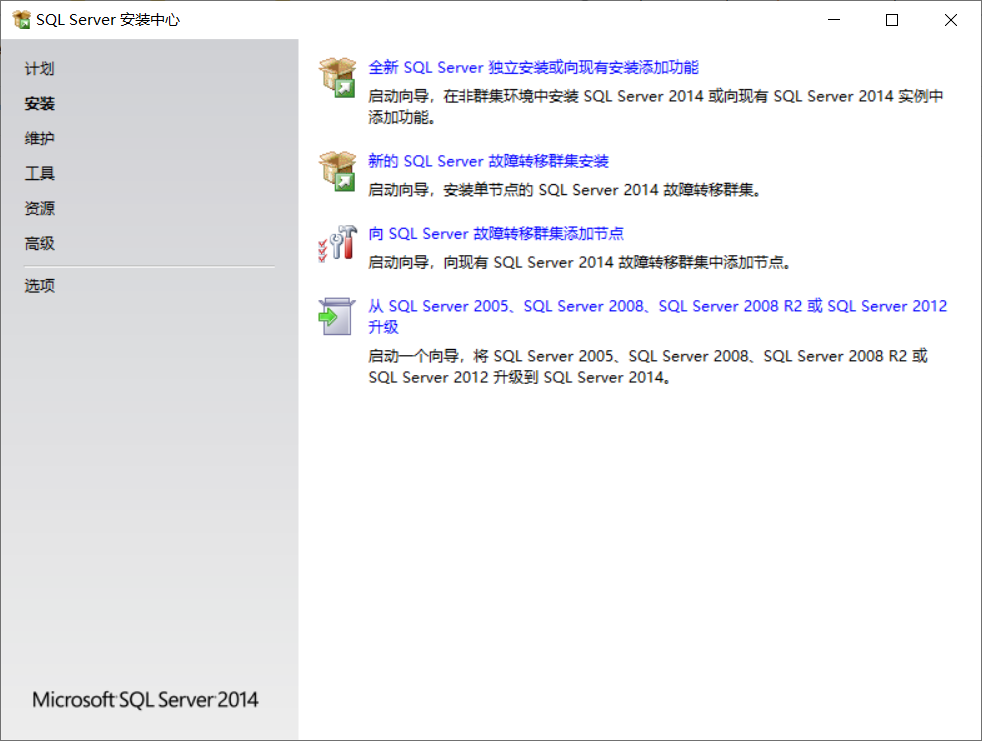 SQL Server 安装中心
计划
安装
维护
工具
资源
高级
选项
Microsoft SQL Server 2014
全新 SQL Server 独立安装或向现有安装添加功能
启动向导，在非群集环境中安装 SQL Server 2014 或向现有 SQL Server 2014 实例中
添加功能。
新的 SQL Server 故障转移群集安装
启动向导，安装单节点的 SQL Server 2014 故障转移群集。
向 SQL Server 故障转移群集添加节点
启动向导，向现有 SQL Server 2014 故障转移群集中添加节点。
从 SQL Server 2005、SQL Server 2008、SQL Server 2008 R2 或 SQL Server 2012
升级
启动一个向导，将 SQL Server 2005、SQL Server 2008、SQL Server 2008 R2 或
SQL Server 2012 升级到 SQL Server 2014。